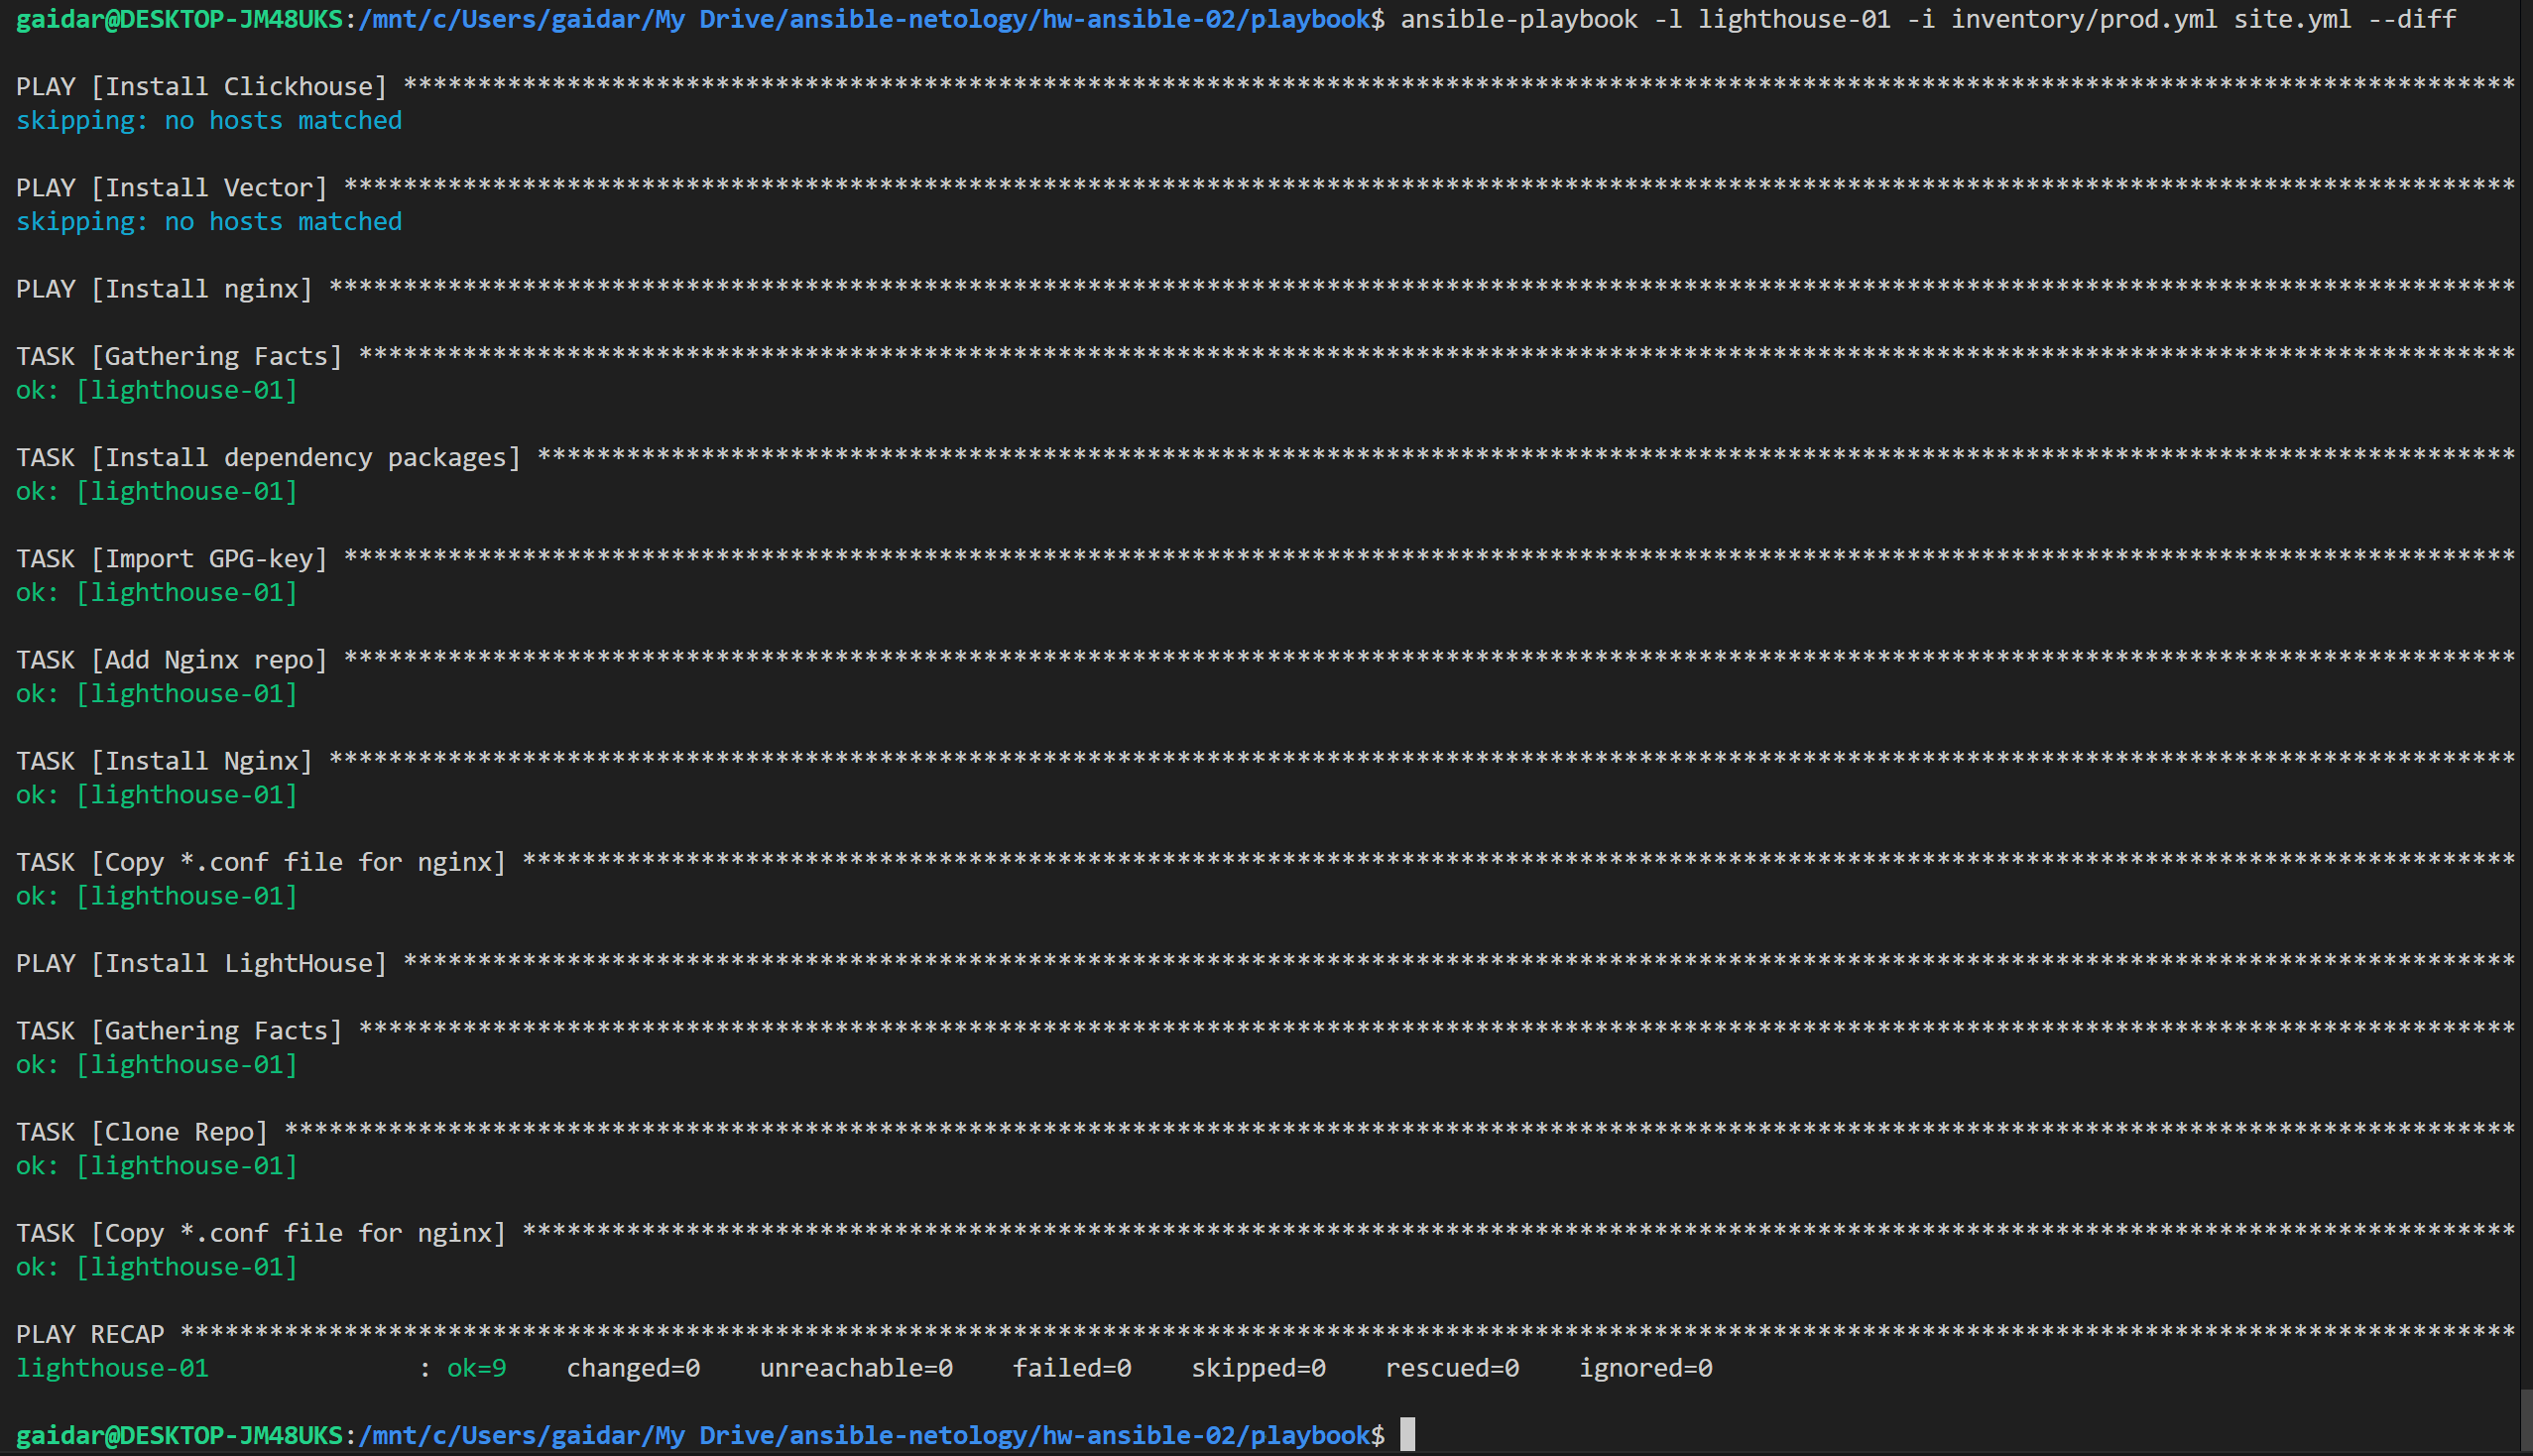 gaidar@DESKTOP-JM48UKS:/mnt/c/Users/gaidar/My Drive/ansible-netology/hw-ansible-02/playbook$ ansible-playbook -l lighthouse-01 -i inventory/prod.yml site.yml --diff
PLAY [Install Clickhouse] **********************************************************************************************************************************************
skipping: no hosts matched
PLAY [Install Vector] **************************************************************************************************************************************************
skipping: no hosts matched
PLAY [Install nginx] ***************************************************************************************************************************************************
TASK [Gathering Facts] *************************************************************************************************************************************************
ok: [lighthouse-01]
TASK [Install dependency packages] *************************************************************************************************************************************
ok: [lighthouse-01]
TASK [Import GPG-key] **************************************************************************************************************************************************
ok: [lighthouse-01]
TASK [Add Nginx repo] **************************************************************************************************************************************************
ok: [lighthouse-01]
TASK [Install Nginx] ***************************************************************************************************************************************************
ok: [lighthouse-01]
TASK [Copy *.conf file for nginx] **************************************************************************************************************************************
ok: [lighthouse-01]
PLAY [Install LightHouse] **********************************************************************************************************************************************
TASK [Gathering Facts] *************************************************************************************************************************************************
ok: [lighthouse-01]
TASK [Clone Repo] ******************************************************************************************************************************************************
ok: [lighthouse-01]
TASK [Copy *.conf file for nginx] **************************************************************************************************************************************
ok: [lighthouse-01]
PLAY RECAP *************************************************************************************************************************************************************
lighthouse-01              : ok=9    changed=0    unreachable=0    failed=0    skipped=0    rescued=0    ignored=0
gaidar@DESKTOP-JM48UKS:/mnt/c/Users/gaidar/My Drive/ansible-netology/hw-ansible-02/playbook$